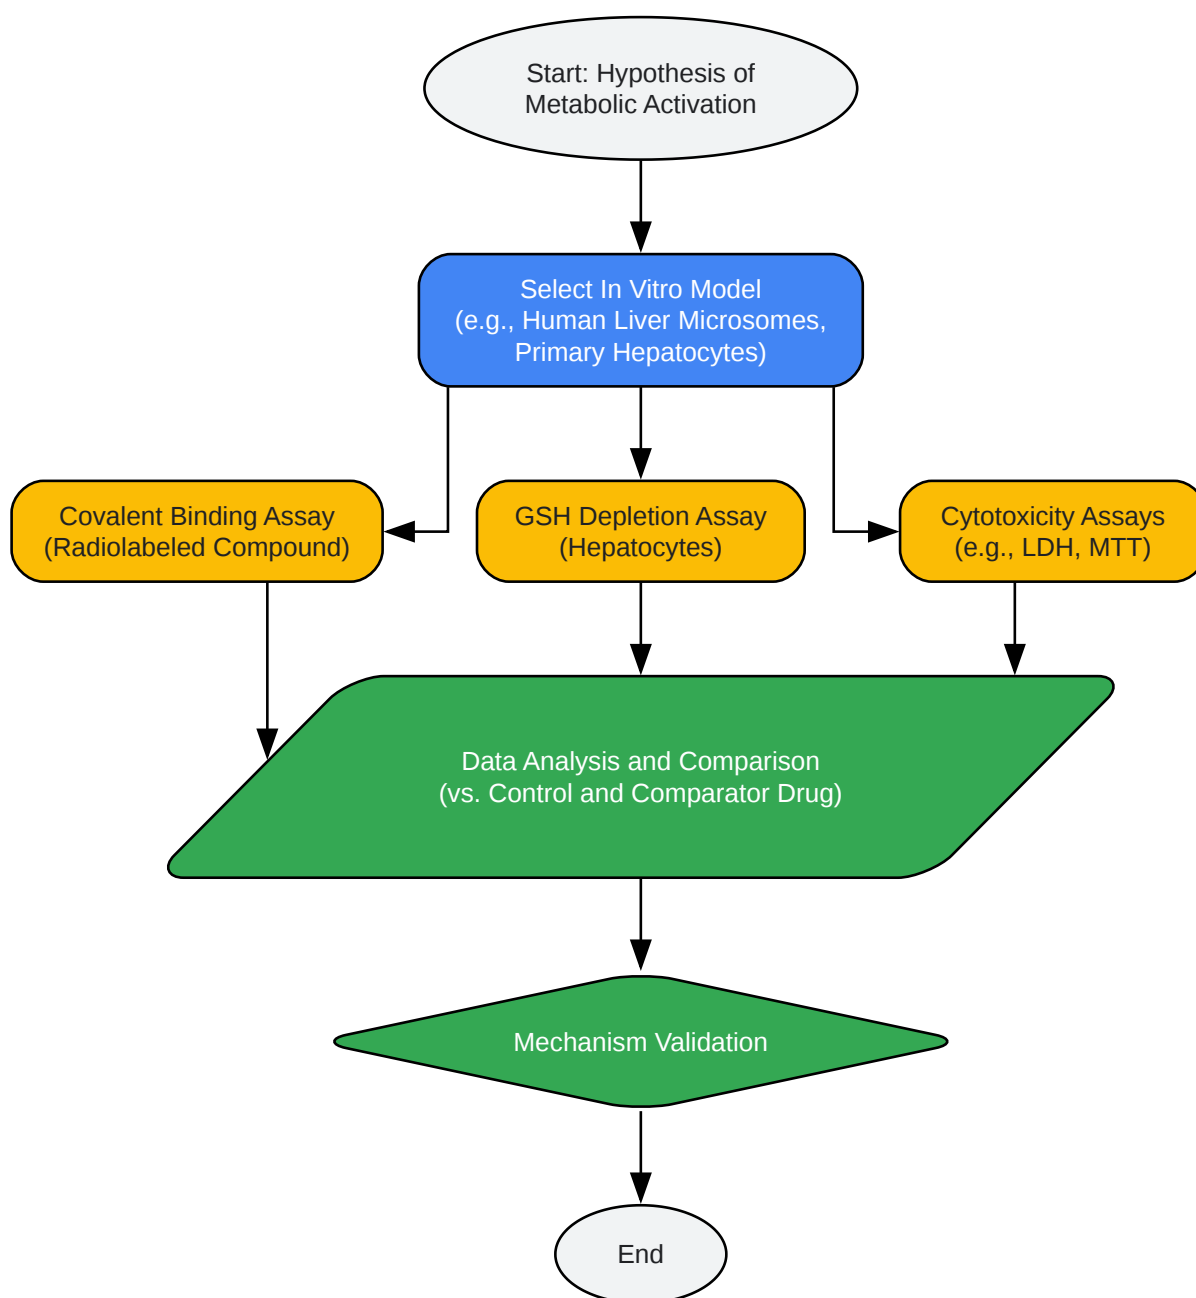 Start: Hypothesis of
Metabolic Activation
Select In Vitro Model
(e.g., Human Liver Microsomes,
Primary Hepatocytes)
Covalent Binding Assay
(Radiolabeled Compound)
GSH Depletion Assay
(Hepatocytes)
Cytotoxicity Assays
(e.g., LDH, MTT)
Data Analysis and Comparison
(vs. Control and Comparator Drug)
Mechanism Validation
End